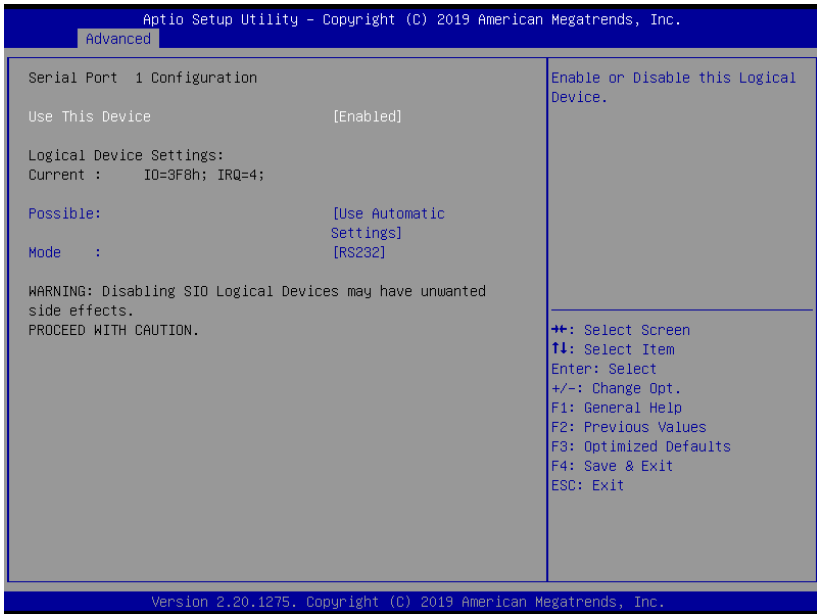 Aptio Setup Utility – Copyright (C) 2019 American Megatrends, Inc.
Advanced
Serial Port 1 Configuration
Use This Device [Enabled]
Logical Device Settings:
Current : IO=3F8h; IRQ=4;
Possible: [Use Automatic
Settings]
Mode : [RS232]
WARNING: Disabling SIO Logical Devices may have unwanted
side effects.
PROCEED WITH CAUTION.
Enable or Disable this Logical
Device.
→←: Select Screen
↑↓: Select Item
Enter: Select
+/-: Change Opt.
F1: General Help
F2: Previous Values
F3: Optimized Defaults
F4: Save & Exit
ESC: Exit
Version 2.20.1275. Copyright (C) 2019 American Megatrends, Inc.